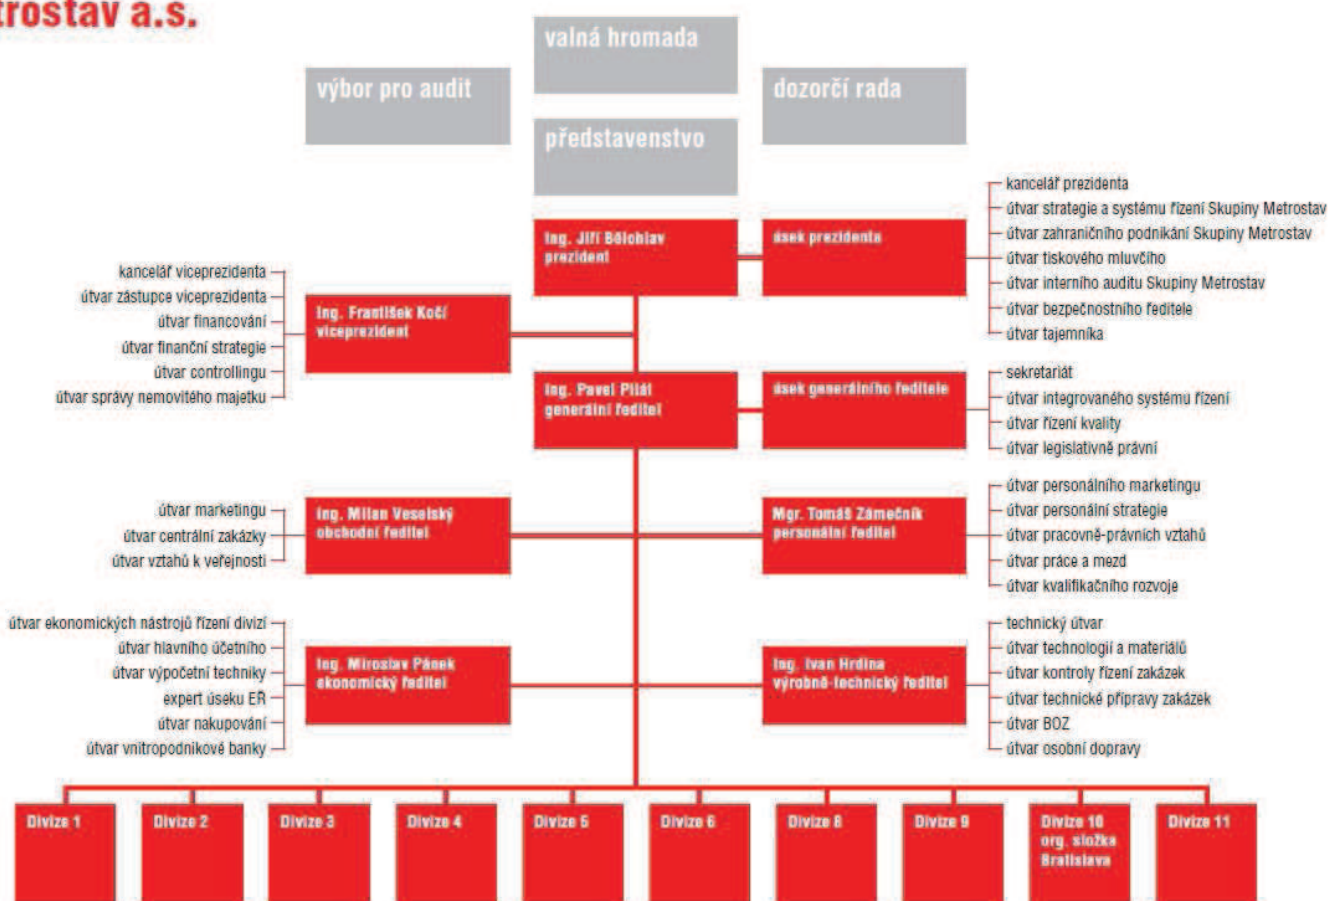 trostav a.s.
valná hromada
výbor pro audit
dozorčí rada
představenstvo
Ing. Jiří Bělohlav
prezident
úsek prezidenta
kancelář prezidenta
útvar strategie a systému řízení Skupiny Metrostav
útvar zahraničního podnikání Skupiny Metrostav
útvar tiskového mluvčího
útvar interního auditu Skupiny Metrostav
útvar bezpečnostního ředitele
útvar tajemníka
kancelář viceprezidenta
útvar zástupce viceprezidenta
útvar financování
útvar finanční strategie
útvar controllingu
útvar správy nemovitého majetku
Ing. František Kočí
viceprezident
Ing. Pavel Pilát
generální ředitel
úsek generálního ředitele
sekretariát
útvar integrovaného systému řízení
útvar řízení kvality
útvar legislativně právní
útvar marketingu
útvar centrální zakázky
útvar vztahů k veřejnosti
Ing. Milan Veselský
obchodní ředitel
Mgr. Tomáš Zámečník
personální ředitel
útvar personálního marketingu
útvar personální strategie
útvar pracovně-právních vztahů
útvar práce a mezd
útvar kvalifikačního rozvoje
útvar ekonomických nástrojů řízení divizí
útvar hlavního účetního
útvar výpočetní techniky
expert úseku EŘ
útvar nakupování
útvar vnitropodnikové banky
Ing. Miroslav Pánek
ekonomický ředitel
Ing. Ivan Hrdina
výrobně-technický ředitel
technický útvar
útvar technologií a materiálů
útvar kontroly řízení zakázek
útvar technické přípravy zakázek
útvar BOZ
útvar osobní dopravy
Divize 1
Divize 2
Divize 3
Divize 4
Divize 5
Divize 6
Divize 8
Divize 9
Divize 10
org. složka
Bratislava
Divize 11